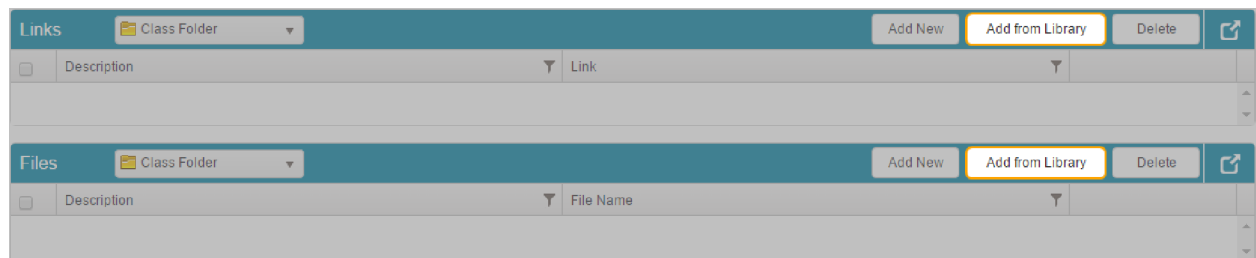 Links Class Folder Add New Add from Library Delete
Description Link
Files Class Folder Add New Add from Library Delete
Description File Name